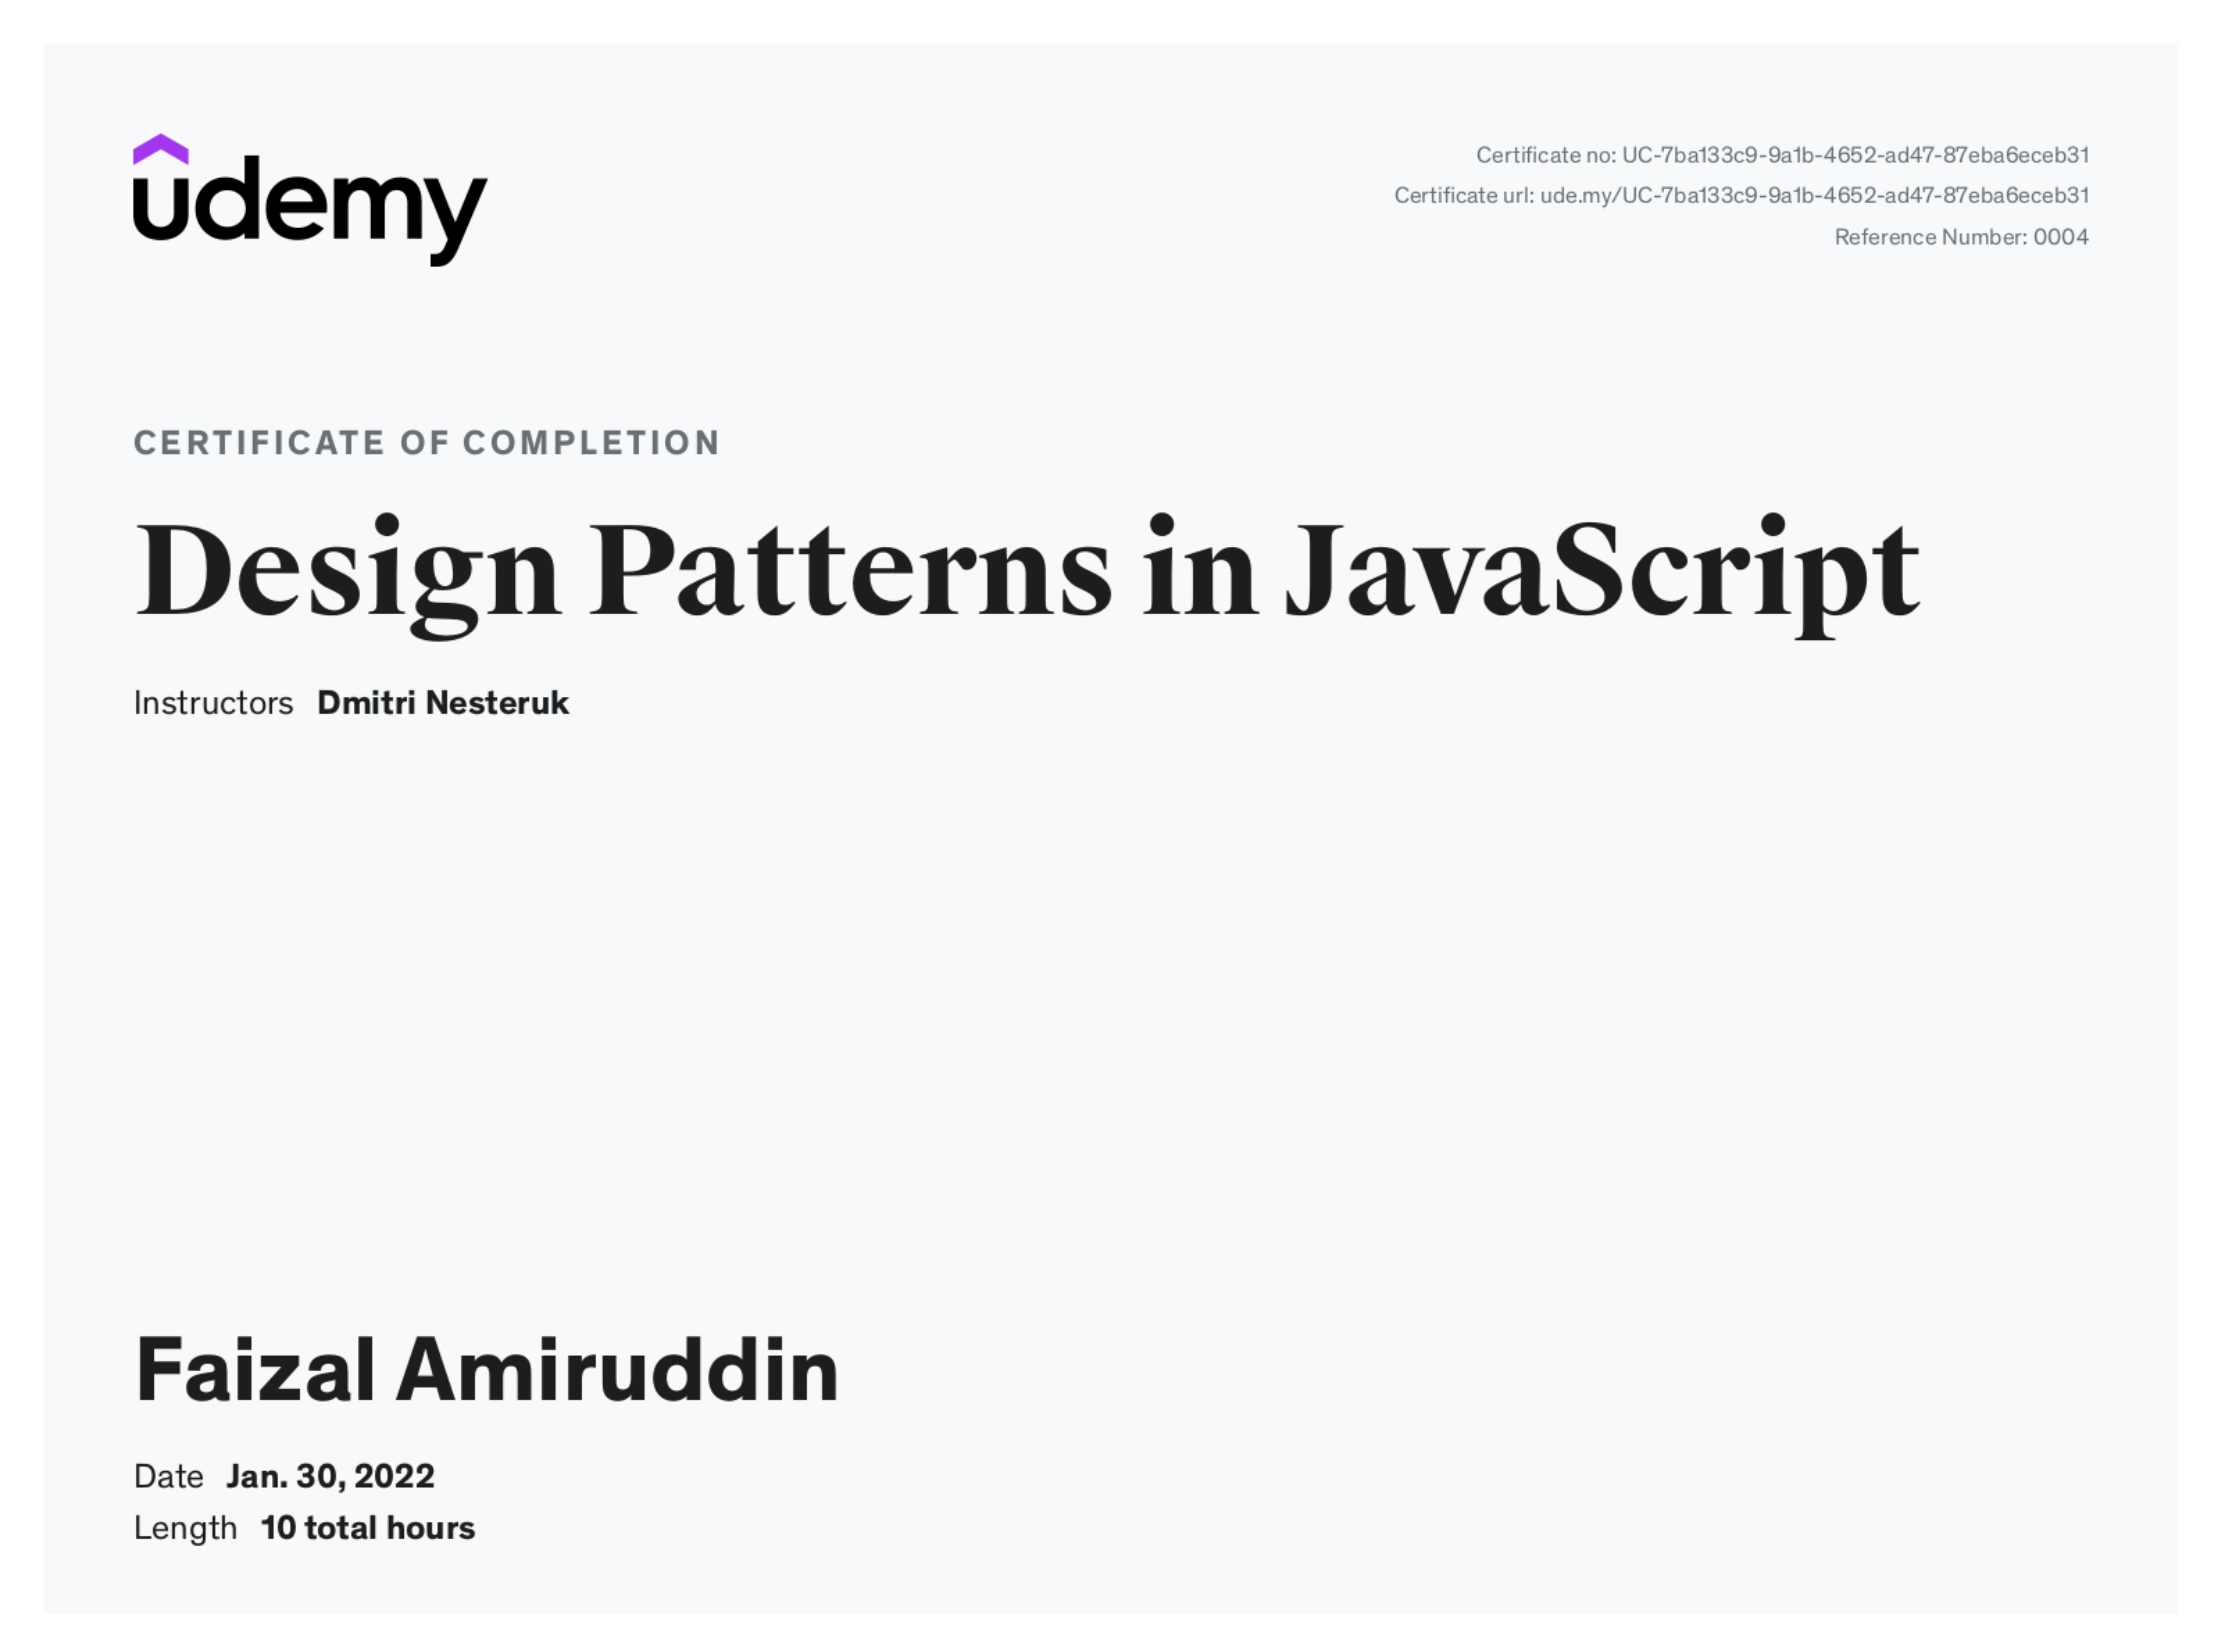 udemy
Certificate no: UC-7ba133c9-9a1b-4652-ad47-87eba6eceb31
Certificate url: ude.my/UC-7ba133c9-9a1b-4652-ad47-87eba6eceb31
Reference Number: 0004
CERTIFICATE OF COMPLETION
Design Patterns in JavaScript
Instructors Dmitri Nesteruk
Faizal Amiruddin
Date Jan. 30, 2022
Length 10 total hours